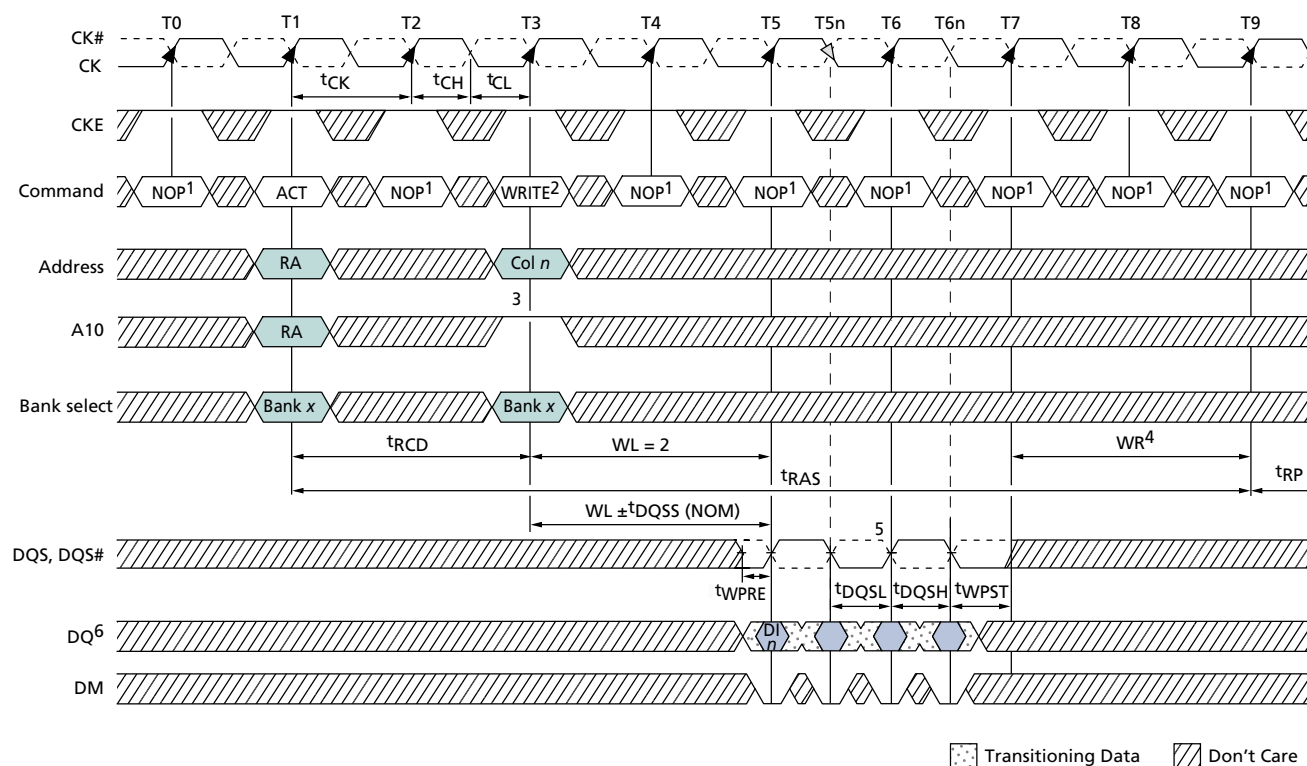 T0 T1 T2 T3 T4 T5 T5n T6 T6n T7 T8 T9
CK#
CK
tCK tCH tCL
CKE
Command NOP1 ACT NOP1 WRITE2 NOP1 NOP1 NOP1 NOP1 NOP1 NOP1
Address RA Col n
3
A10 RA
Bank select Bank x Bank x
tRCD WL = 2 WR4
tRAS tRP
WL ±tDQSS (NOM)
5
DQS, DQS#
tWPRE tDQSL tDQSH tWPST
DQ6 DI n
DM
Transitioning Data Don't Care